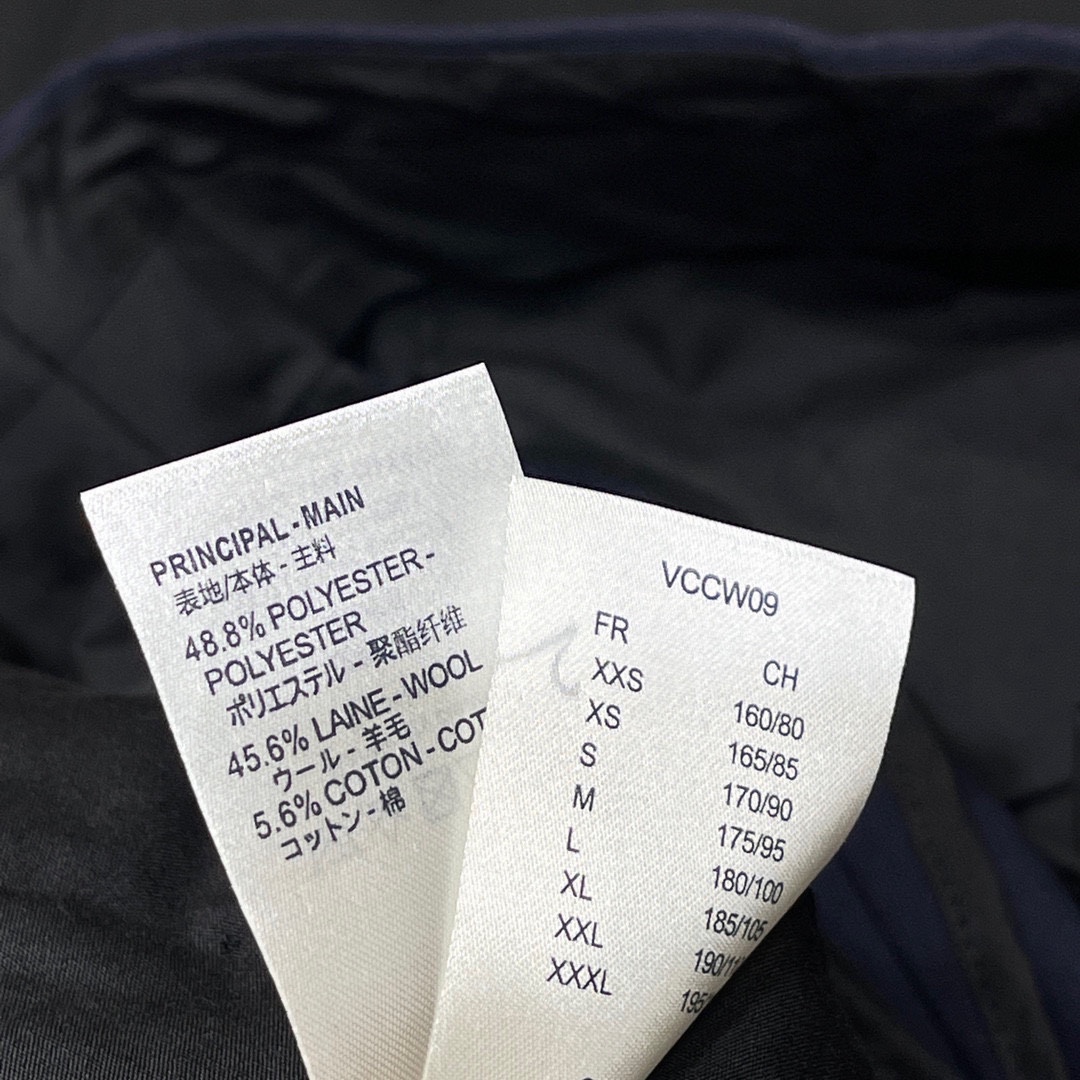 PRINCIPAL - MAIN
表地/本体 - 主料
48.8% POLYESTER -
POLYESTER
ポリエステル - 聚酯纤维
45.6% LAINE - WOOL
ウール - 羊毛
5.6% COTON - COT
コットン - 棉
VCCW09
FR CH
XXS 160/80
XS 165/85
S 170/90
M 175/95
L 180/100
XL 185/105
XXL
XXXL